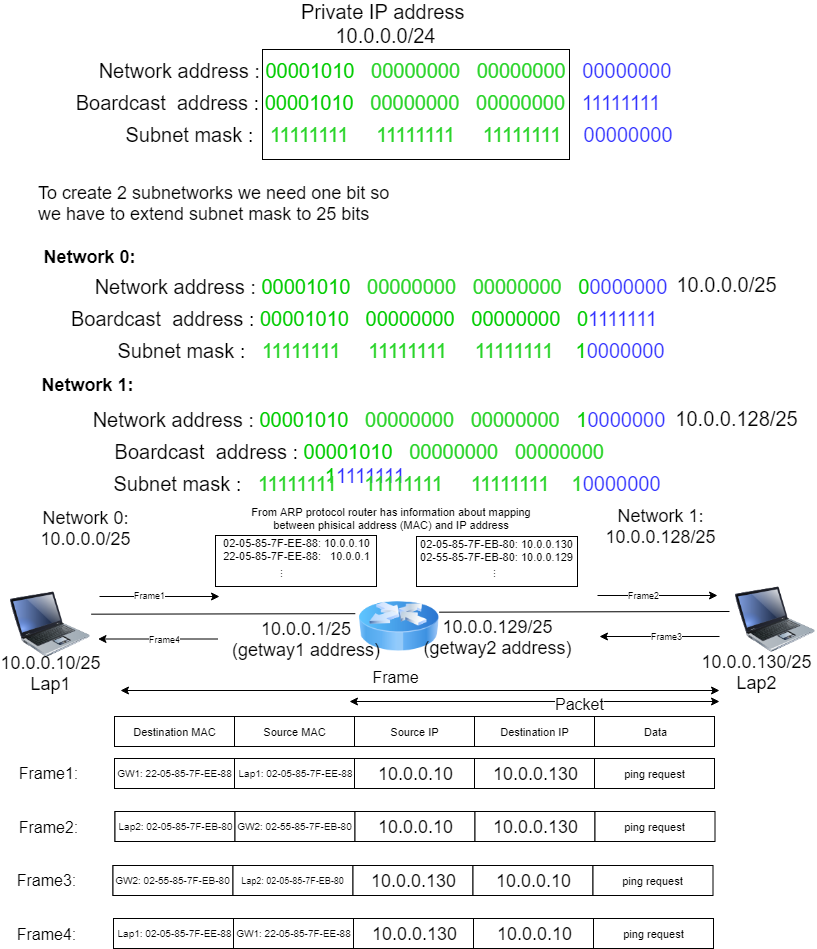 Private IP address
10.0.0.0/24
Network address : 00001010 00000000 00000000 00000000
Boardcast address : 00001010 00000000 00000000 11111111
Subnet mask : 11111111 11111111 11111111 00000000
To create 2 subnetworks we need one bit so
we have to extend subnet mask to 25 bits
Network 0:
Network address : 00001010 00000000 00000000 00000000 10.0.0.0/25
Boardcast address : 00001010 00000000 00000000 01111111
Subnet mask : 11111111 11111111 11111111 10000000
Network 1:
Network address : 00001010 00000000 00000000 10000000 10.0.0.128/25
Boardcast address : 00001010 00000000 00000000
11111111
Subnet mask : 11111111 11111111 11111111 10000000
From ARP protocol router has information about mapping
between phisical address (MAC) and IP address
Network 0:
10.0.0.0/25
Network 1:
10.0.0.128/25
02-05-85-7F-EE-88: 10.0.0.10
22-05-85-7F-EE-88: 10.0.0.1
⋮
02-05-85-7F-EB-80: 10.0.0.130
02-55-85-7F-EB-80: 10.0.0.129
⋮
Frame1
Frame2
Frame4
Frame3
10.0.0.1/25
(getway1 address)
10.0.0.129/25
(getway2 address)
10.0.0.10/25
Lap1
10.0.0.130/25
Lap2
Frame
Packet
Destination MAC Source MAC Source IP Destination IP Data
Frame1: GW1: 22-05-85-7F-EE-88 Lap1: 02-05-85-7F-EE-88 10.0.0.10 10.0.0.130 ping request
Frame2: Lap2: 02-05-85-7F-EB-80 GW2: 02-55-85-7F-EB-80 10.0.0.10 10.0.0.130 ping request
Frame3: GW2: 02-55-85-7F-EB-80 Lap2: 02-05-85-7F-EB-80 10.0.0.130 10.0.0.10 ping request
Frame4: Lap1: 02-05-85-7F-EE-88 GW1: 22-05-85-7F-EE-88 10.0.0.130 10.0.0.10 ping request